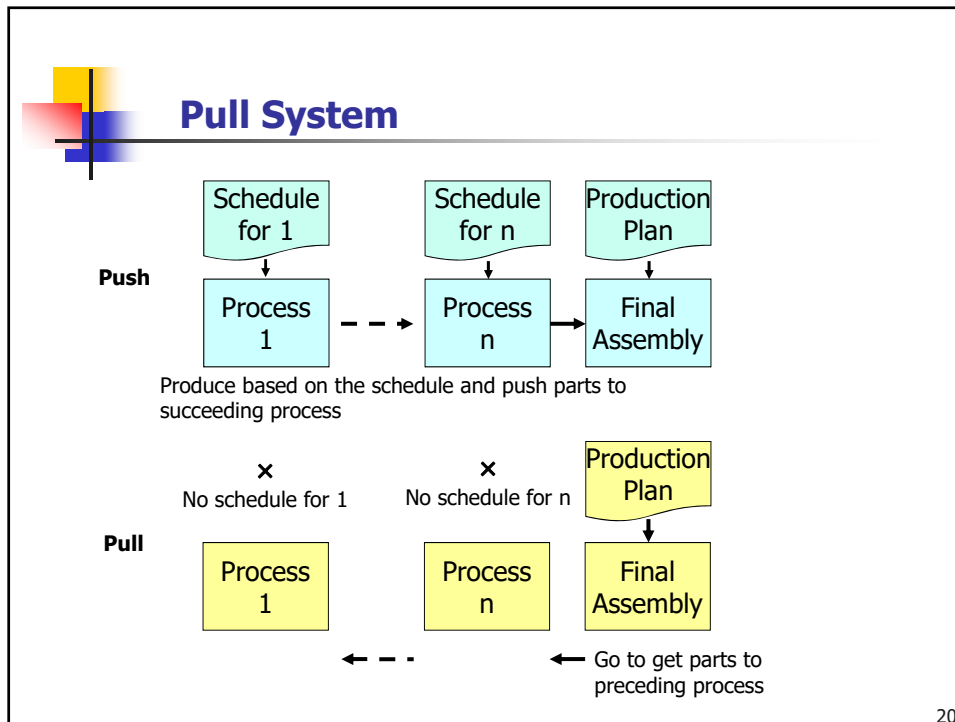 Pull System
Schedule
for 1
Schedule
for n
Production
Plan
Push
Process
1
Process
n
Final
Assembly
Produce based on the schedule and push parts to
succeeding process
×
×
No schedule for 1
No schedule for n
Production
Plan
Pull
Process
1
Process
n
Final
Assembly
Go to get parts to
preceding process
20